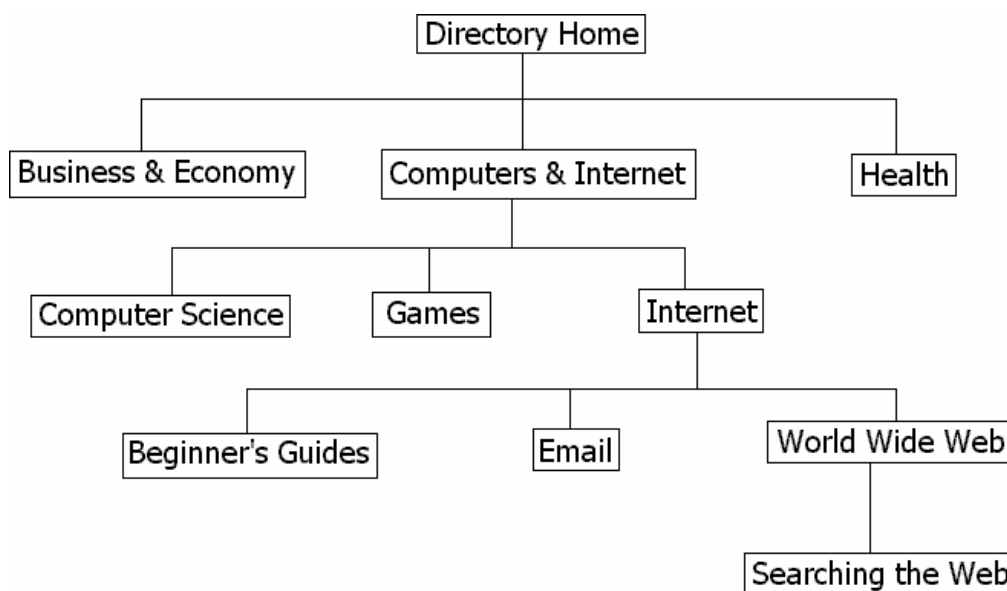 Directory Home
Business & Economy
Computers & Internet
Health
Computer Science
Games
Internet
Beginner's Guides
Email
World Wide Web
Searching the Web